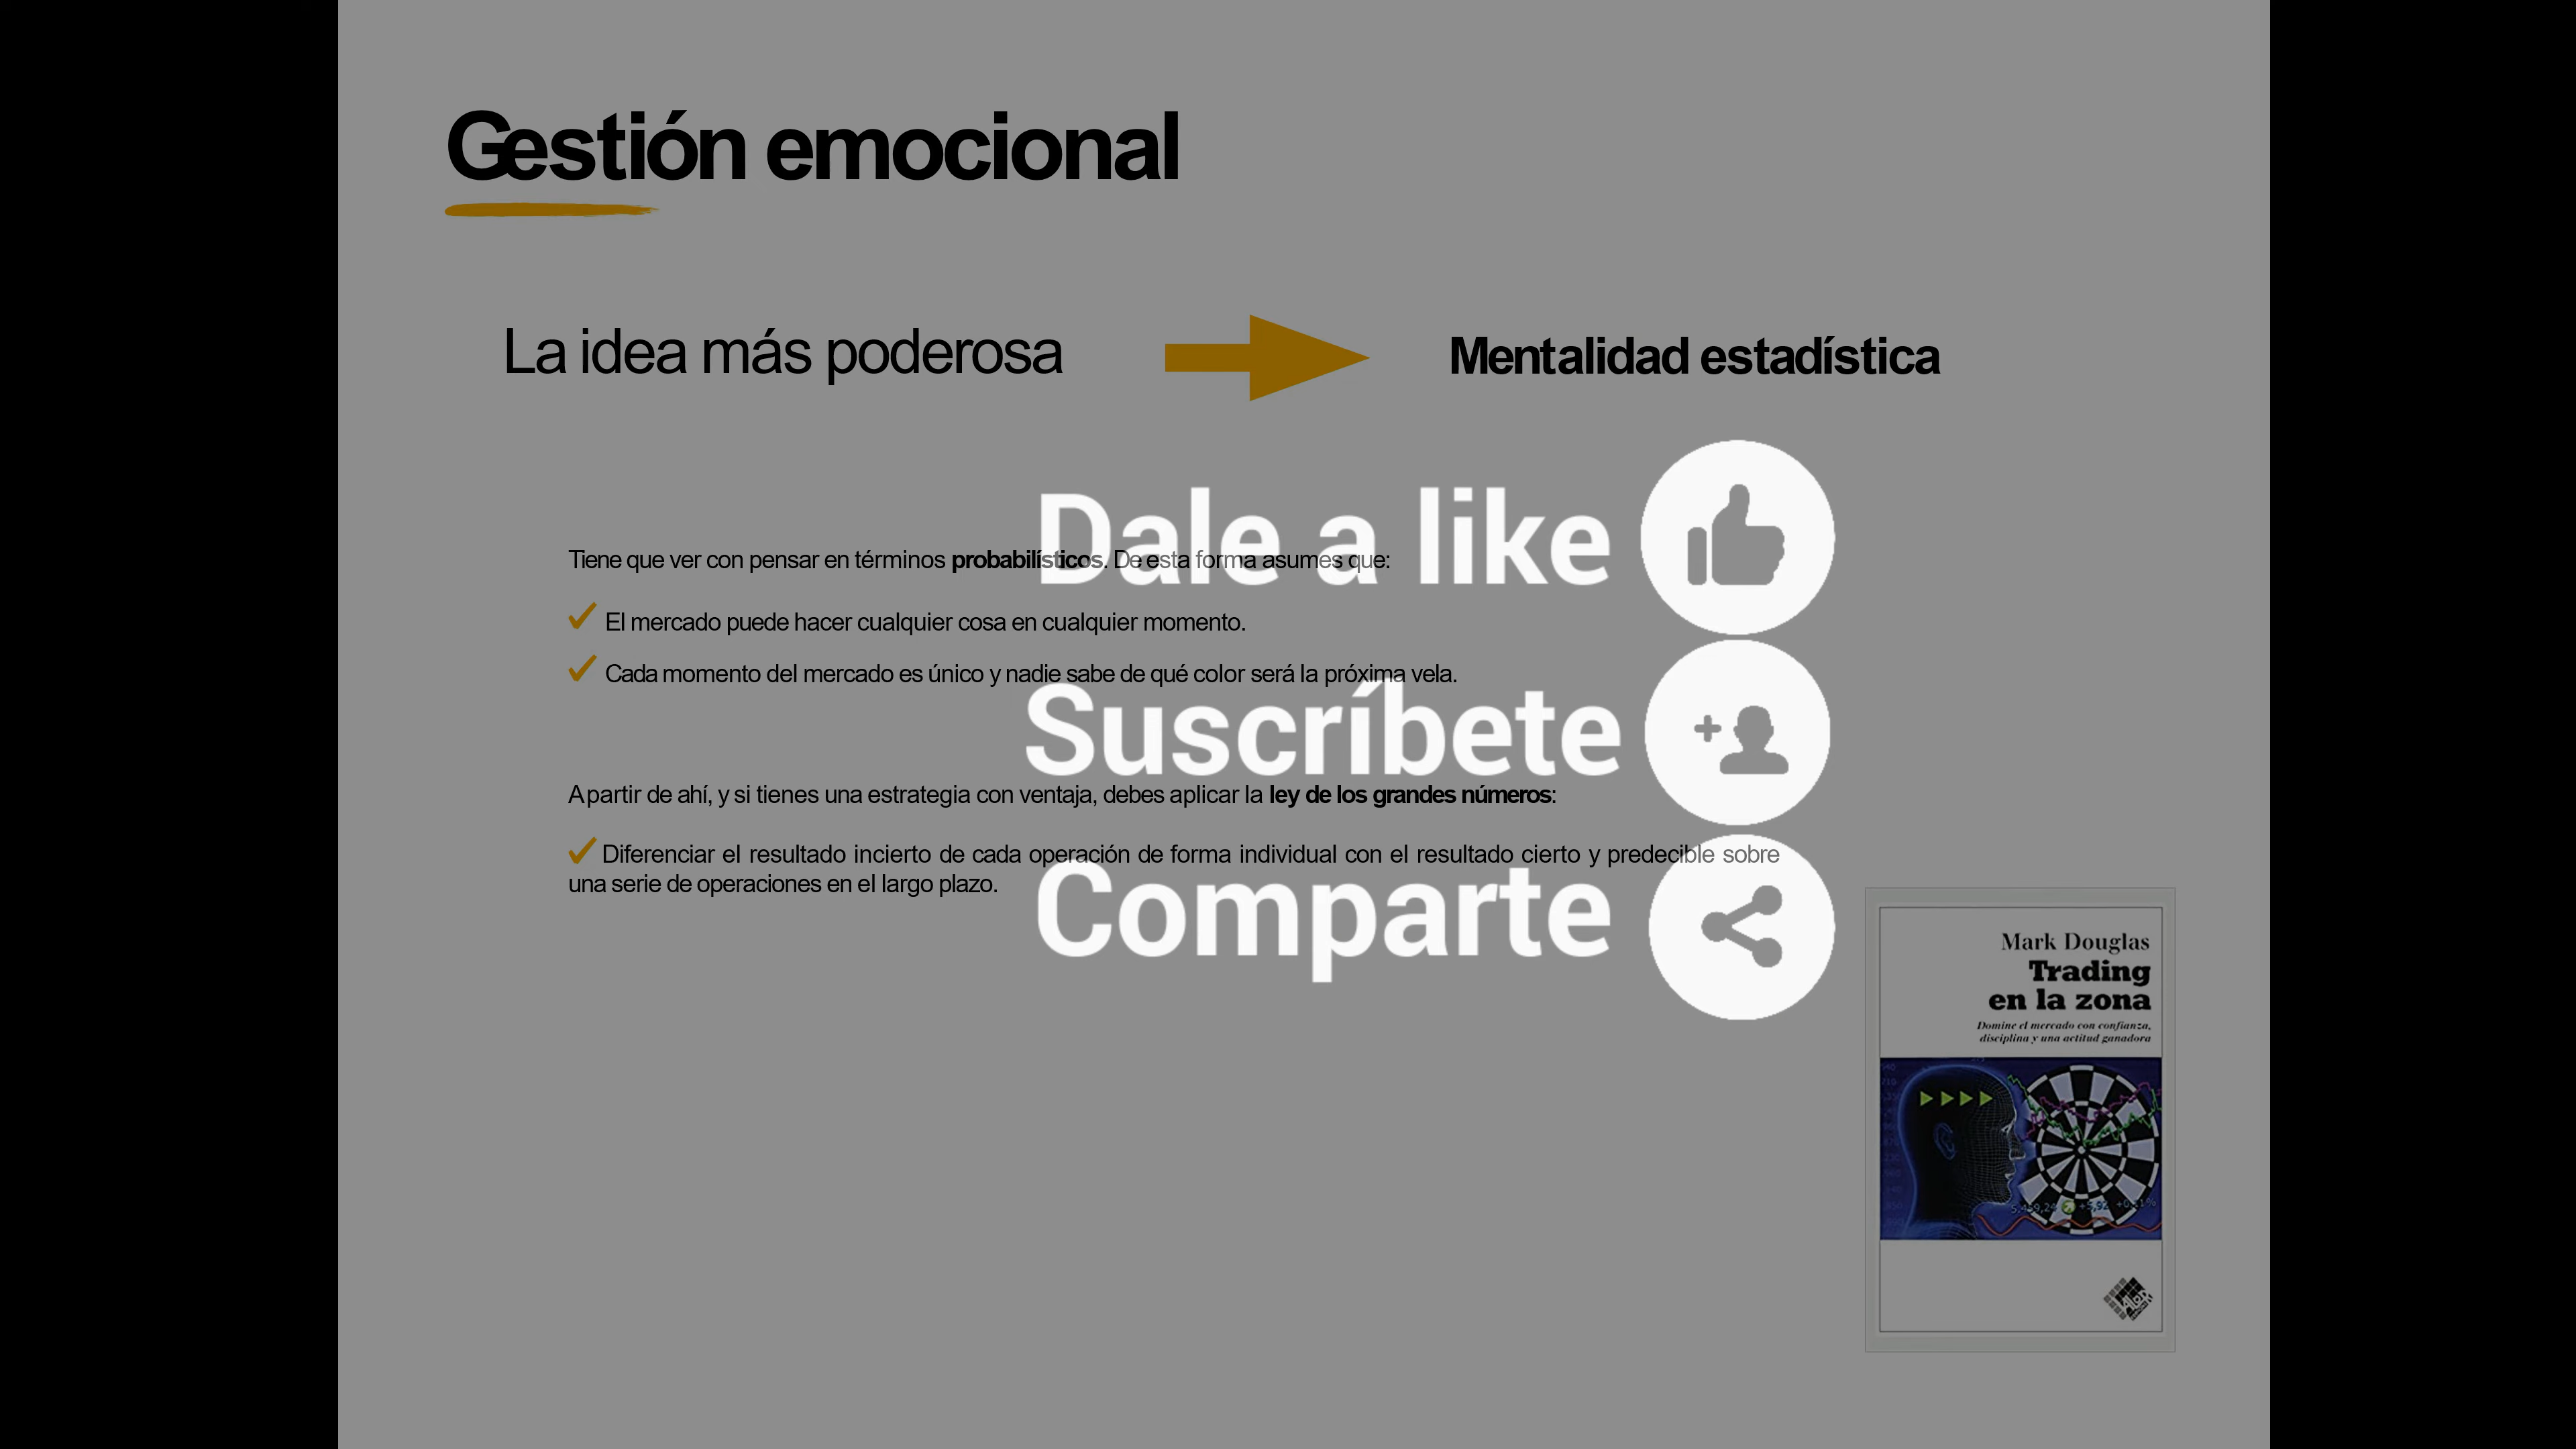 Gestión emocional
La idea más poderosa
Mentalidad estadística
Dale a like
Tiene que ver con pensar en términos probabilísticos. De esta forma asumes que:
El mercado puede hacer cualquier cosa en cualquier momento.
Cada momento del mercado es único y nadie sabe de qué color será la próxima vela.
Suscríbete
A partir de ahí, y si tienes una estrategia con ventaja, debes aplicar la ley de los grandes números:
Diferenciar el resultado incierto de cada operación de forma individual con el resultado cierto y predecible sobre
una serie de operaciones en el largo plazo.
Comparte
Mark Douglas
Trading
en la zona
Domine el mercado con confianza,
disciplina y una actitud ganadora